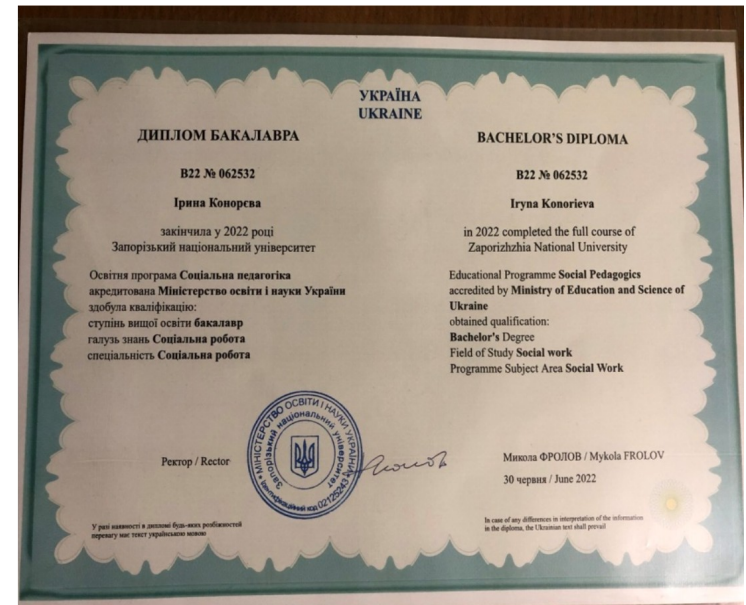 УКРАЇНА
UKRAINE
ДИПЛОМ БАКАЛАВРА
B22 № 062532
Ірина Конорєва
закінчила у 2022 році
Запорізький національний університет
Освітня програма Соціальна педагогіка
акредитована Міністерство освіти і науки України
здобула кваліфікацію:
ступінь вищої освіти бакалавр
галузь знань Соціальна робота
спеціальність Соціальна робота
BACHELOR'S DIPLOMA
B22 № 062532
Iryna Konorieva
in 2022 completed the full course of
Zaporizhzhia National University
Educational Programme Social Pedagogics
accredited by Ministry of Education and Science of
Ukraine
obtained qualification:
Bachelor's Degree
Field of Study Social work
Programme Subject Area Social Work
Ректор / Rector
МІНІСТЕРСТВО ОСВІТИ І НАУКИ УКРАЇНИ
Запорізький національний університет
Ідентифікаційний код 02125243
Микола ФРОЛОВ / Mykola FROLOV
30 червня / June 2022
У разі наявності в дипломі будь-яких розбіжностей
перевагу має текст українською мовою
In case of any differences in interpretation of the information
in the diploma, the Ukrainian text shall prevail